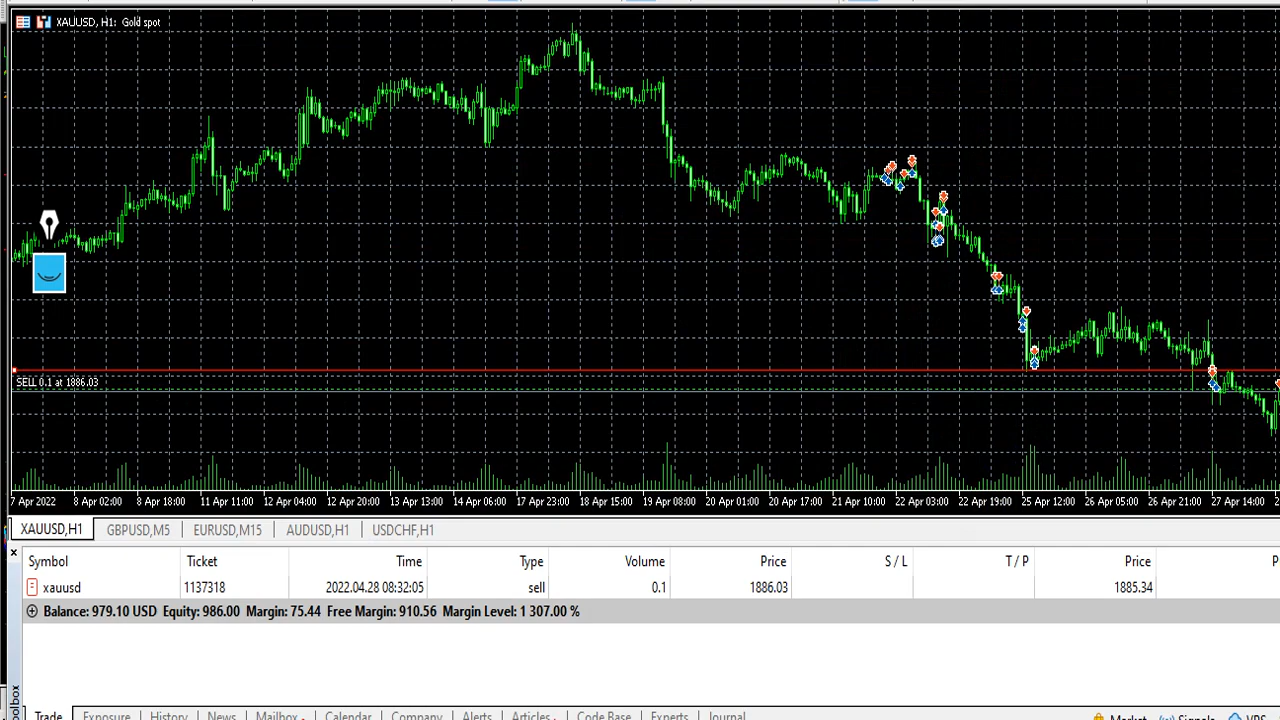 XAUUSD, H1: Gold spot
SELL 0.1 at 1886.03
7 Apr 2022 8 Apr 02:00 8 Apr 18:00 11 Apr 11:00 12 Apr 04:00 12 Apr 20:00 13 Apr 13:00 14 Apr 06:00 17 Apr 23:00 18 Apr 15:00 19 Apr 08:00 20 Apr 01:00 20 Apr 17:00 21 Apr 10:00 22 Apr 03:00 22 Apr 19:00 25 Apr 12:00 26 Apr 05:00 26 Apr 21:00 27 Apr 14:00
XAUUSD,H1 GBPUSD,M5 EURUSD,M15 AUDUSD,H1 USDCHF,H1
Symbol Ticket Time Type Volume Price S / L T / P Price P
xauusd 1137318 2022.04.28 08:32:05 sell 0.1 1886.03 1885.34
Balance: 979.10 USD Equity: 986.00 Margin: 75.44 Free Margin: 910.56 Margin Level: 1 307.00 %
Trade Exposure History News Mailbox Calendar Company Alerts Articles Code Base Experts Journal Market Signals VPS